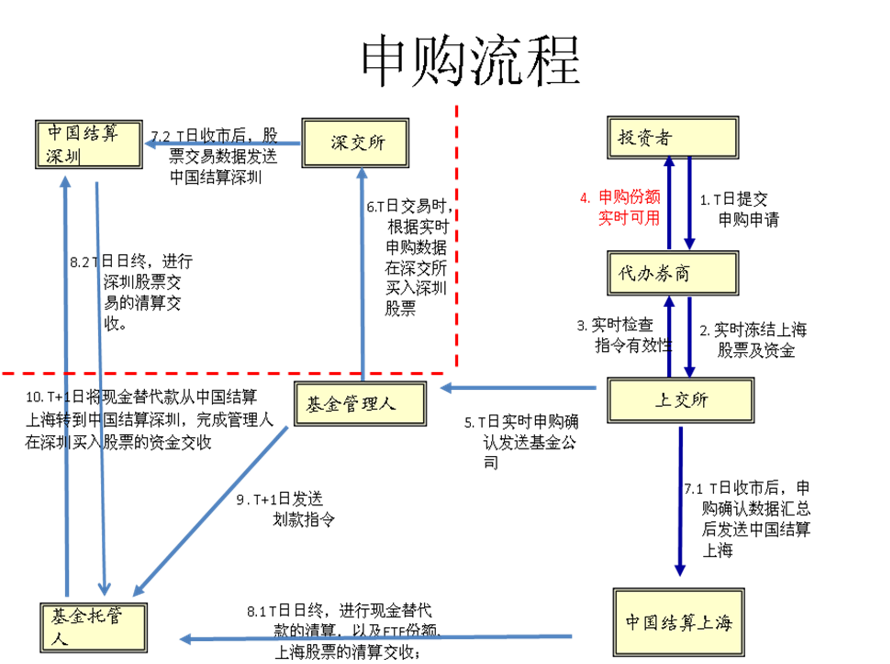 申购流程
中国结算
深圳
7.2 T日收市后，股
票交易数据发送
中国结算深圳
深交所
投资者
4. 申购份额
实时可用
1. T日提交
申购申请
6.T日交易时，
根据实时
申购数据
在深交所
买入深圳
股票
8.2T日日终，进行
深圳股票交
易的清算交
收。
代办券商
3. 实时检查
指令有效性
2. 实时冻结上海
股票及资金
10. T+1日将现金替代款从中国结算
上海转到中国结算深圳，完成管理人
在深圳买入股票的资金交收
基金管理人
上交所
5. T日实时申购确
认发送基金公
司
9 . T+1日发送
划款指令
7.1 T日收市后，申
购确认数据汇总
后发送中国结算
上海
基金托管
人
8.1T日日终，进行现金替代
款的清算，以及ETF份额、
上海股票的清算交收；
中国结算上海